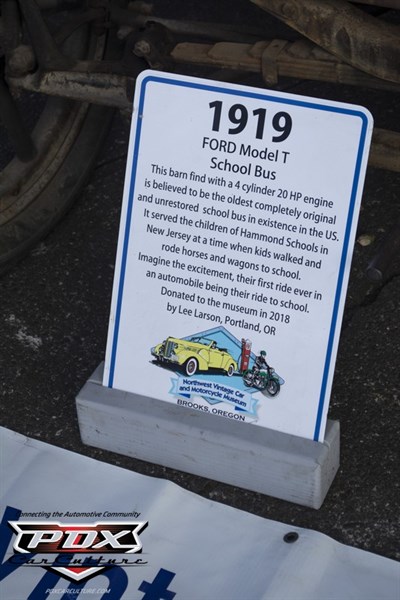 1919
FORD Model T
School Bus
This barn find with a 4 cylinder 20 HP engine
is believed to be the oldest completely original
and unrestored school bus in existence in the US.
It served the children of Hammond Schools in
New Jersey at a time when kids walked and
rode horses and wagons to school.
Imagine the excitement, their first ride ever in
an automobile being their ride to school.
Donated to the museum in 2018
by Lee Larson, Portland, OR
Northwest Vintage Car
and Motorcycle Museum
BROOKS, OREGON
Connecting the Automotive Community
PDX
CarCulture
PDXCARCULTURE.COM